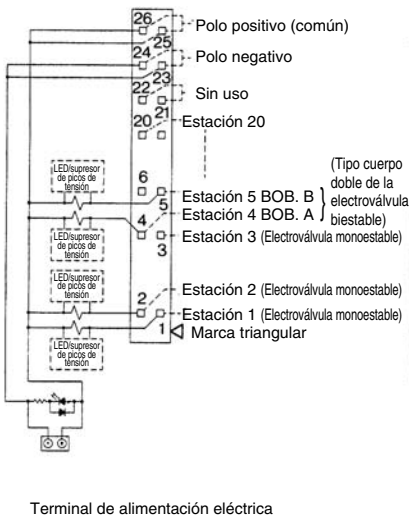 26
Polo positivo (común)
25
24
Polo negativo
23
22
Sin uso
21
20
Estación 20
LED/supresor
de picos de
tensión
6
(Tipo cuerpo
doble de la
electroválvula
biestable)
5
Estación 5 BOB. B
4
Estación 4 BOB. A
LED/supresor
de picos de
tensión
Estación 3 (Electroválvula monoestable)
3
LED/supresor
de picos de
tensión
2
Estación 2 (Electroválvula monoestable)
Estación 1 (Electroválvula monoestable)
1
Marca triangular
LED/supresor
de picos de
tensión
Terminal de alimentación eléctrica